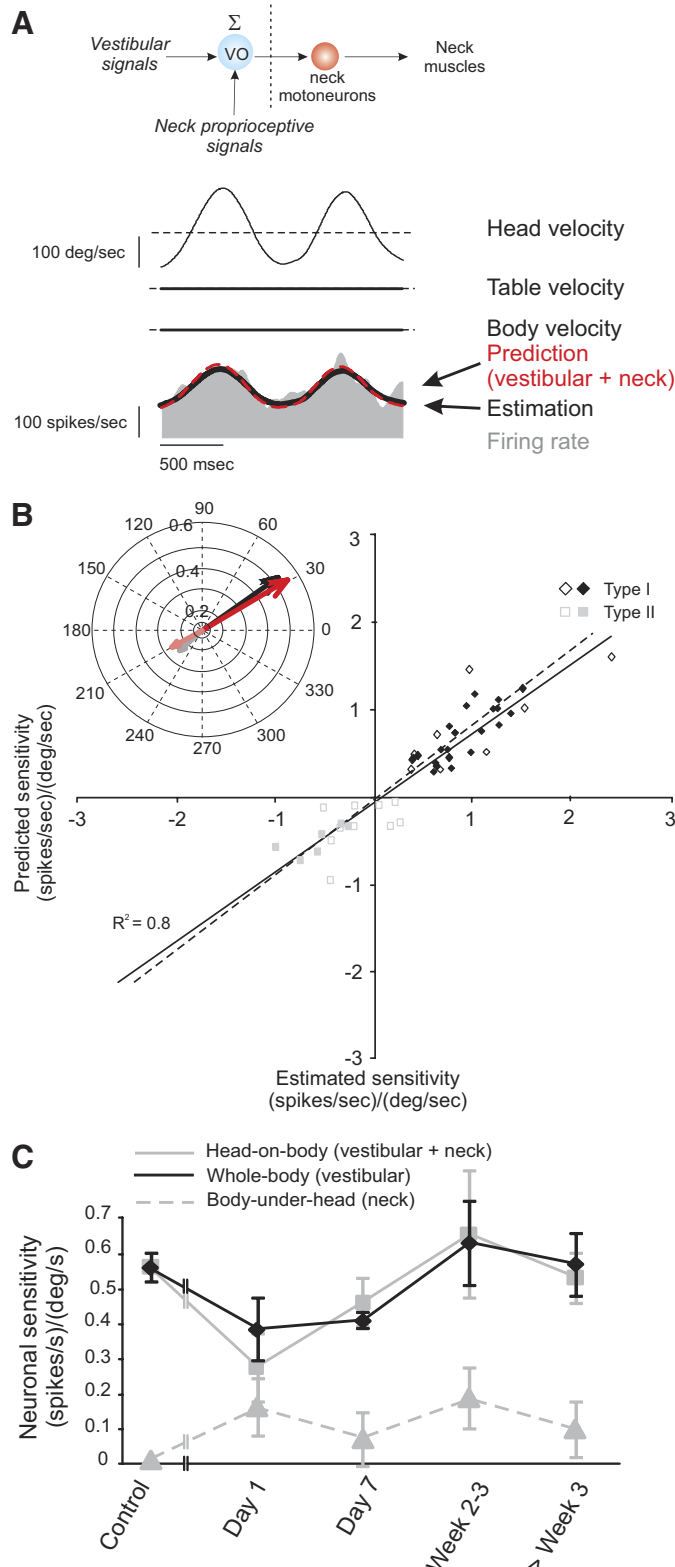 A
Σ
Vestibular signals
VO
neck motoneurons
Neck muscles
Neck proprioceptive signals
Head velocity
100 deg/sec
Table velocity
Body velocity
Prediction
(vestibular + neck)
Estimation
100 spikes/sec
Firing rate
500 msec
B
90
120
60
0.6
150
30
0.4
0.2
180
0
210
330
240
300
270
3
Type I
Type II
2
1
-3
-2
-1
1
2
3
-1
-2
-3
R² = 0.8
Predicted sensitivity
(spikes/sec)/(deg/sec)
Estimated sensitivity
(spikes/sec)/(deg/sec)
C
Head-on-body (vestibular + neck)
Whole-body (vestibular)
Body-under-head (neck)
0.7
0.6
0.5
0.4
0.3
0.2
0.1
0
Neuronal sensitivity
(spikes/s)/(deg/s)
Control
Day 1
Day 7
Week 2-3
> Week 3